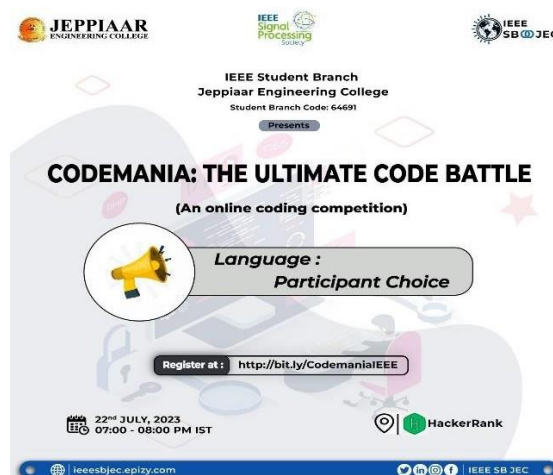 JEPPIAAR
ENGINEERING COLLEGE
IEEE
Signal
Processing
Society
IEEE
SB JEC
IEEE Student Branch
Jeppiaar Engineering College
Student Branch Code: 64691
Presents
CODEMANIA: THE ULTIMATE CODE BATTLE
(An online coding competition)
Language :
Participant Choice
Register at : http://bit.ly/CodemaniaIEEE
22nd JULY, 2023
07:00 - 08:00 PM IST
HackerRank
ieeesbjec.epizy.com
IEEE SB JEC